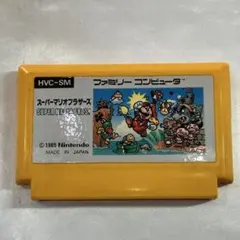 HVC-SM
ファミリー コンピュータ
スーパーマリオブラザーズ
SUPER MARIO BROS.
© 1985 Nintendo
MADE IN JAPAN